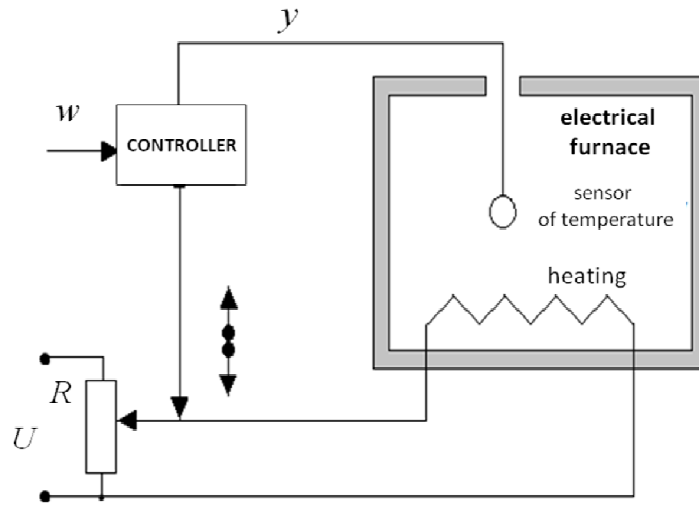 y
w
CONTROLLER
electrical
furnace
sensor
of temperature
heating
R
U